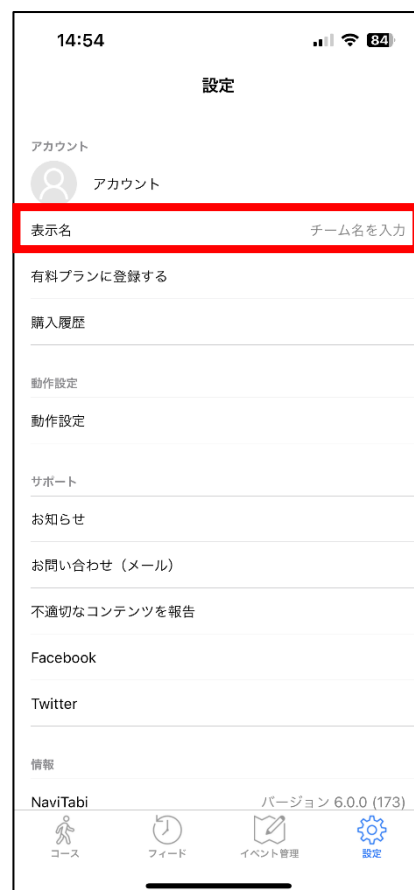 14:54 84
設定
アカウント
アカウント
表示名 チーム名を入力
有料プランに登録する
購入履歴
動作設定
動作設定
サポート
お知らせ
お問い合わせ（メール）
不適切なコンテンツを報告
Facebook
Twitter
情報
NaviTabi バージョン 6.0.0 (173)
コース フィード イベント管理 設定